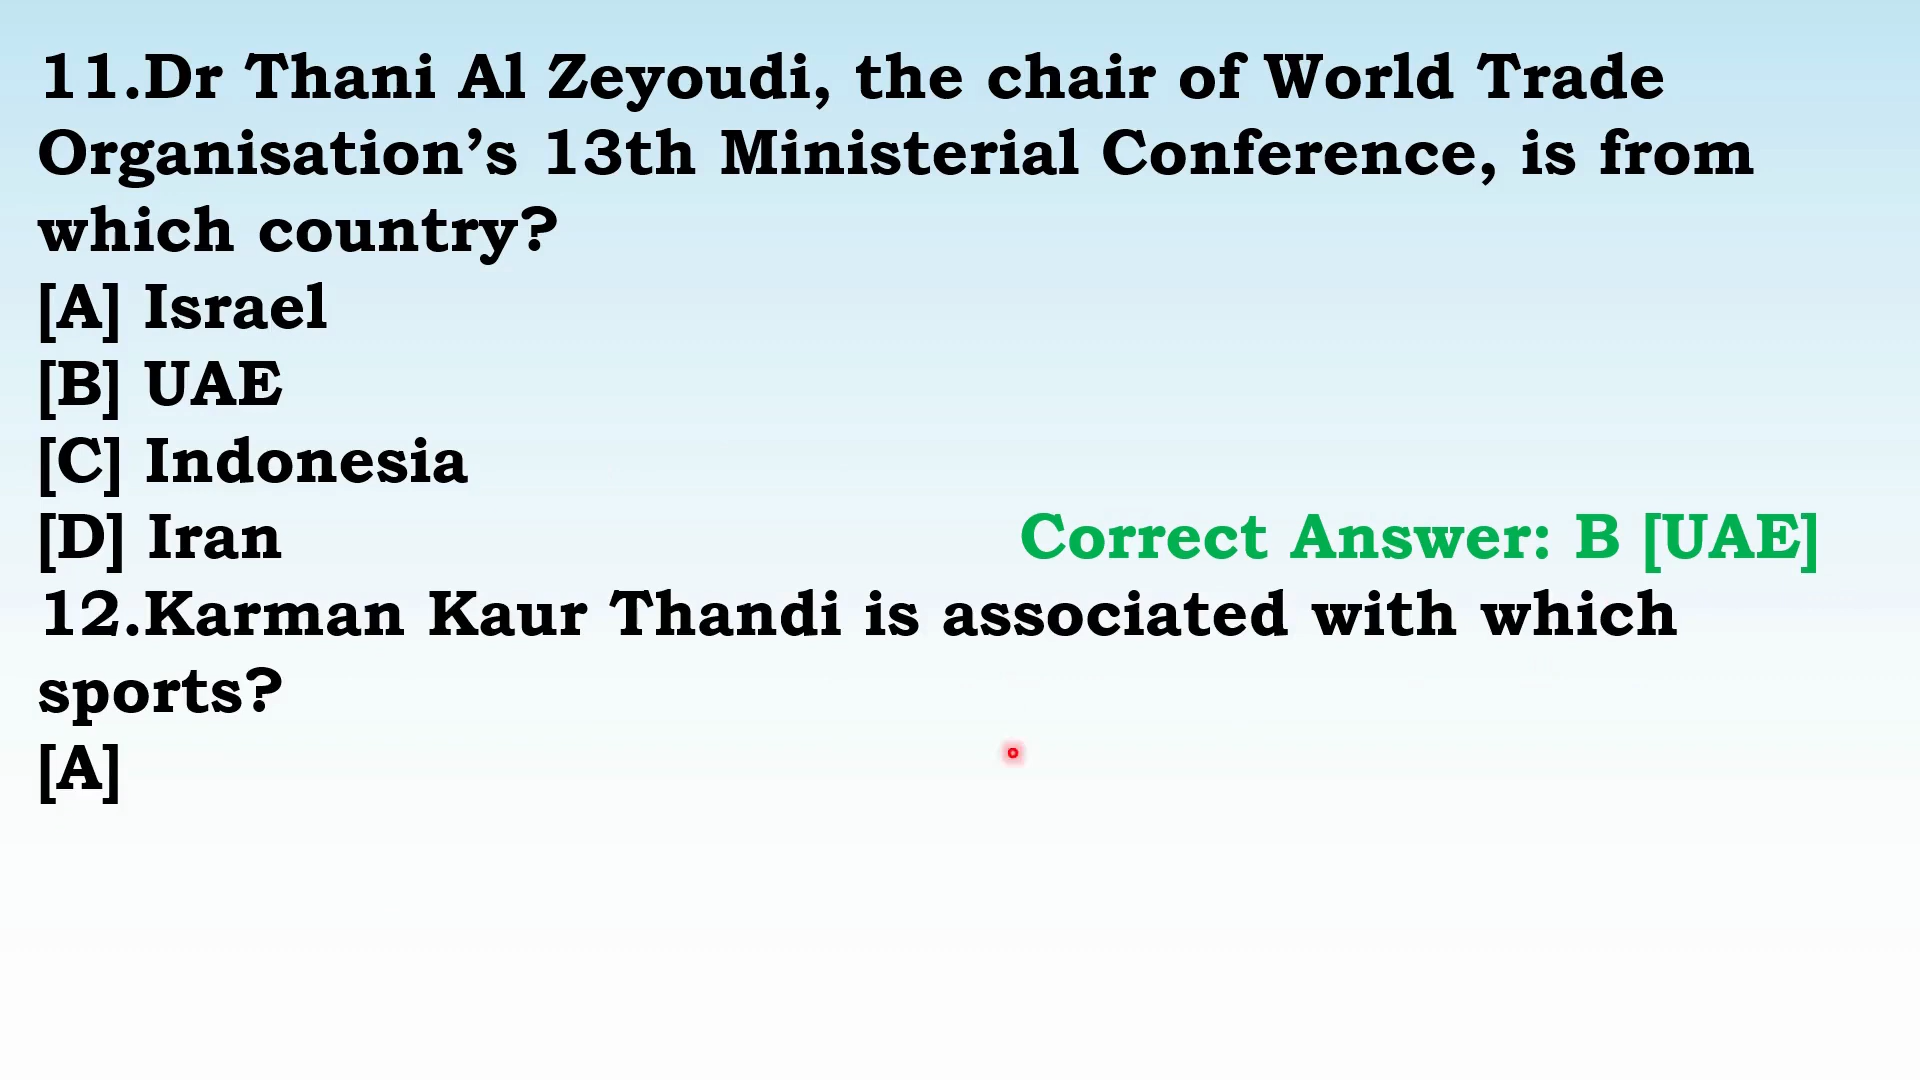 11.Dr Thani Al Zeyoudi, the chair of World Trade
Organisation’s 13th Ministerial Conference, is from
which country?
[A] Israel
[B] UAE
[C] Indonesia
[D] Iran Correct Answer: B [UAE]
12.Karman Kaur Thandi is associated with which
sports?
[A]